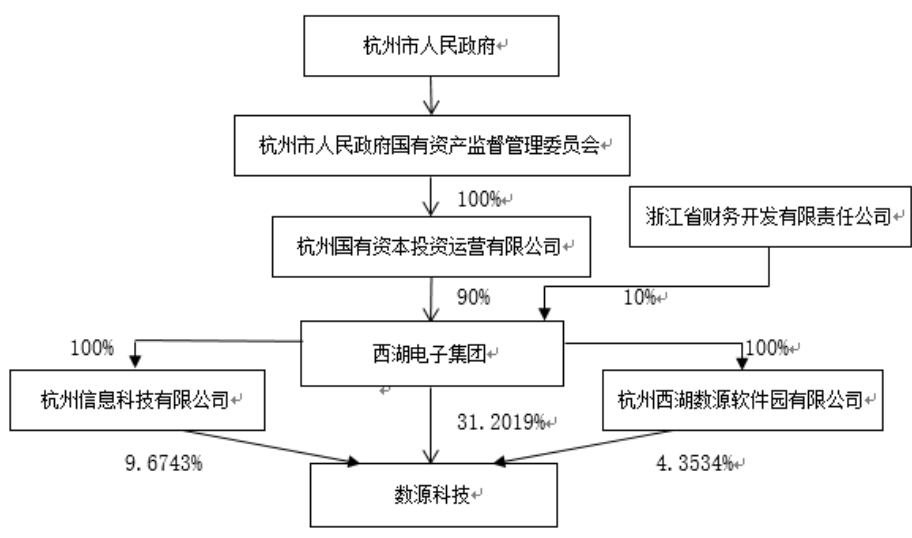 杭州市人民政府
杭州市人民政府国有资产监督管理委员会
100%
浙江省财务开发有限责任公司
杭州国有资本投资运营有限公司
90%
10%
西湖电子集团
100%
100%
杭州信息科技有限公司
杭州西湖数源软件园有限公司
31.2019%
9.6743%
4.3534%
数源科技